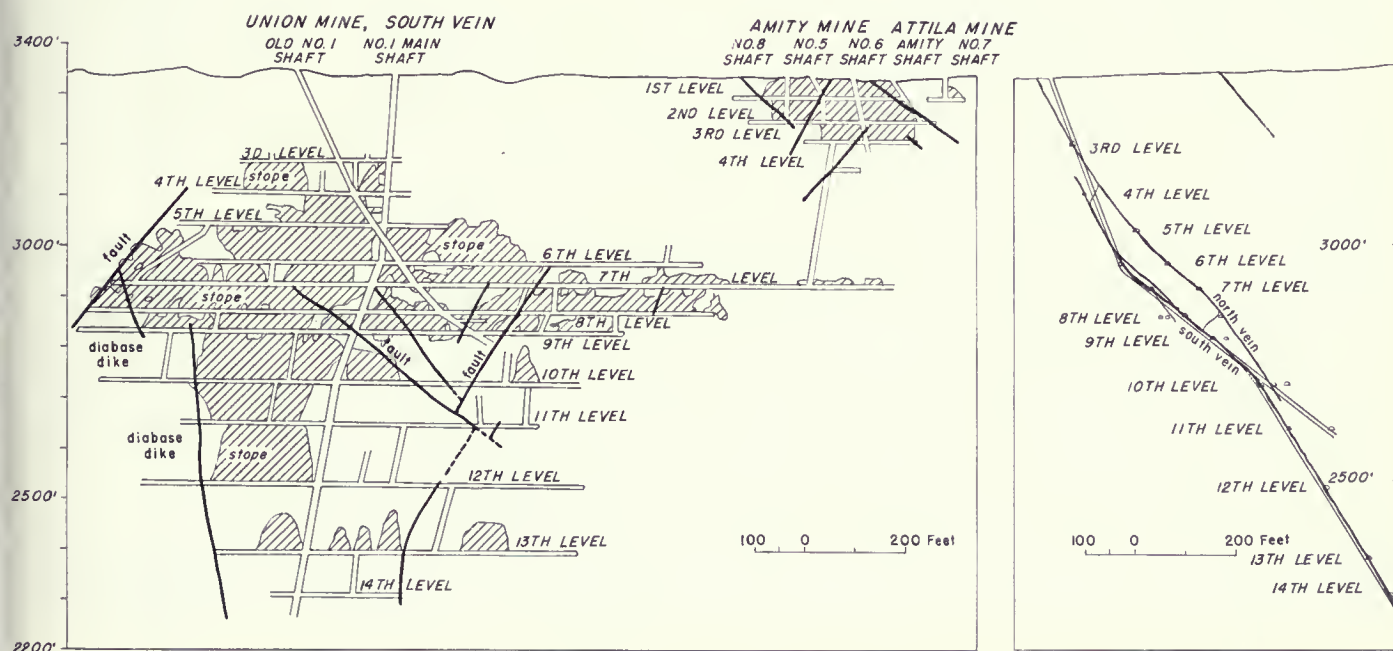 UNION MINE, SOUTH VEIN
OLD NO. 1 SHAFT
NO. 1 MAIN SHAFT
AMITY MINE ATTILA MINE
NO. 8 SHAFT
NO. 5 SHAFT
NO. 6 SHAFT
AMITY SHAFT
NO. 7 SHAFT
3400'
3000'
2500'
2200'
1ST LEVEL
2ND LEVEL
3RD LEVEL
4TH LEVEL
3D LEVEL
stope
4TH LEVEL
5TH LEVEL
fault
stope
6TH LEVEL
7TH LEVEL
stope
8TH LEVEL
9TH LEVEL
diabase dike
fault
fault
10TH LEVEL
11TH LEVEL
diabase dike
stope
12TH LEVEL
13TH LEVEL
14TH LEVEL
100 0 200 Feet
3RD LEVEL
4TH LEVEL
5TH LEVEL
3000'
6TH LEVEL
7TH LEVEL
north vein
8TH LEVEL
9TH LEVEL
south vein
10TH LEVEL
11TH LEVEL
12TH LEVEL
2500'
100 0 200 Feet
13TH LEVEL
14TH LEVEL